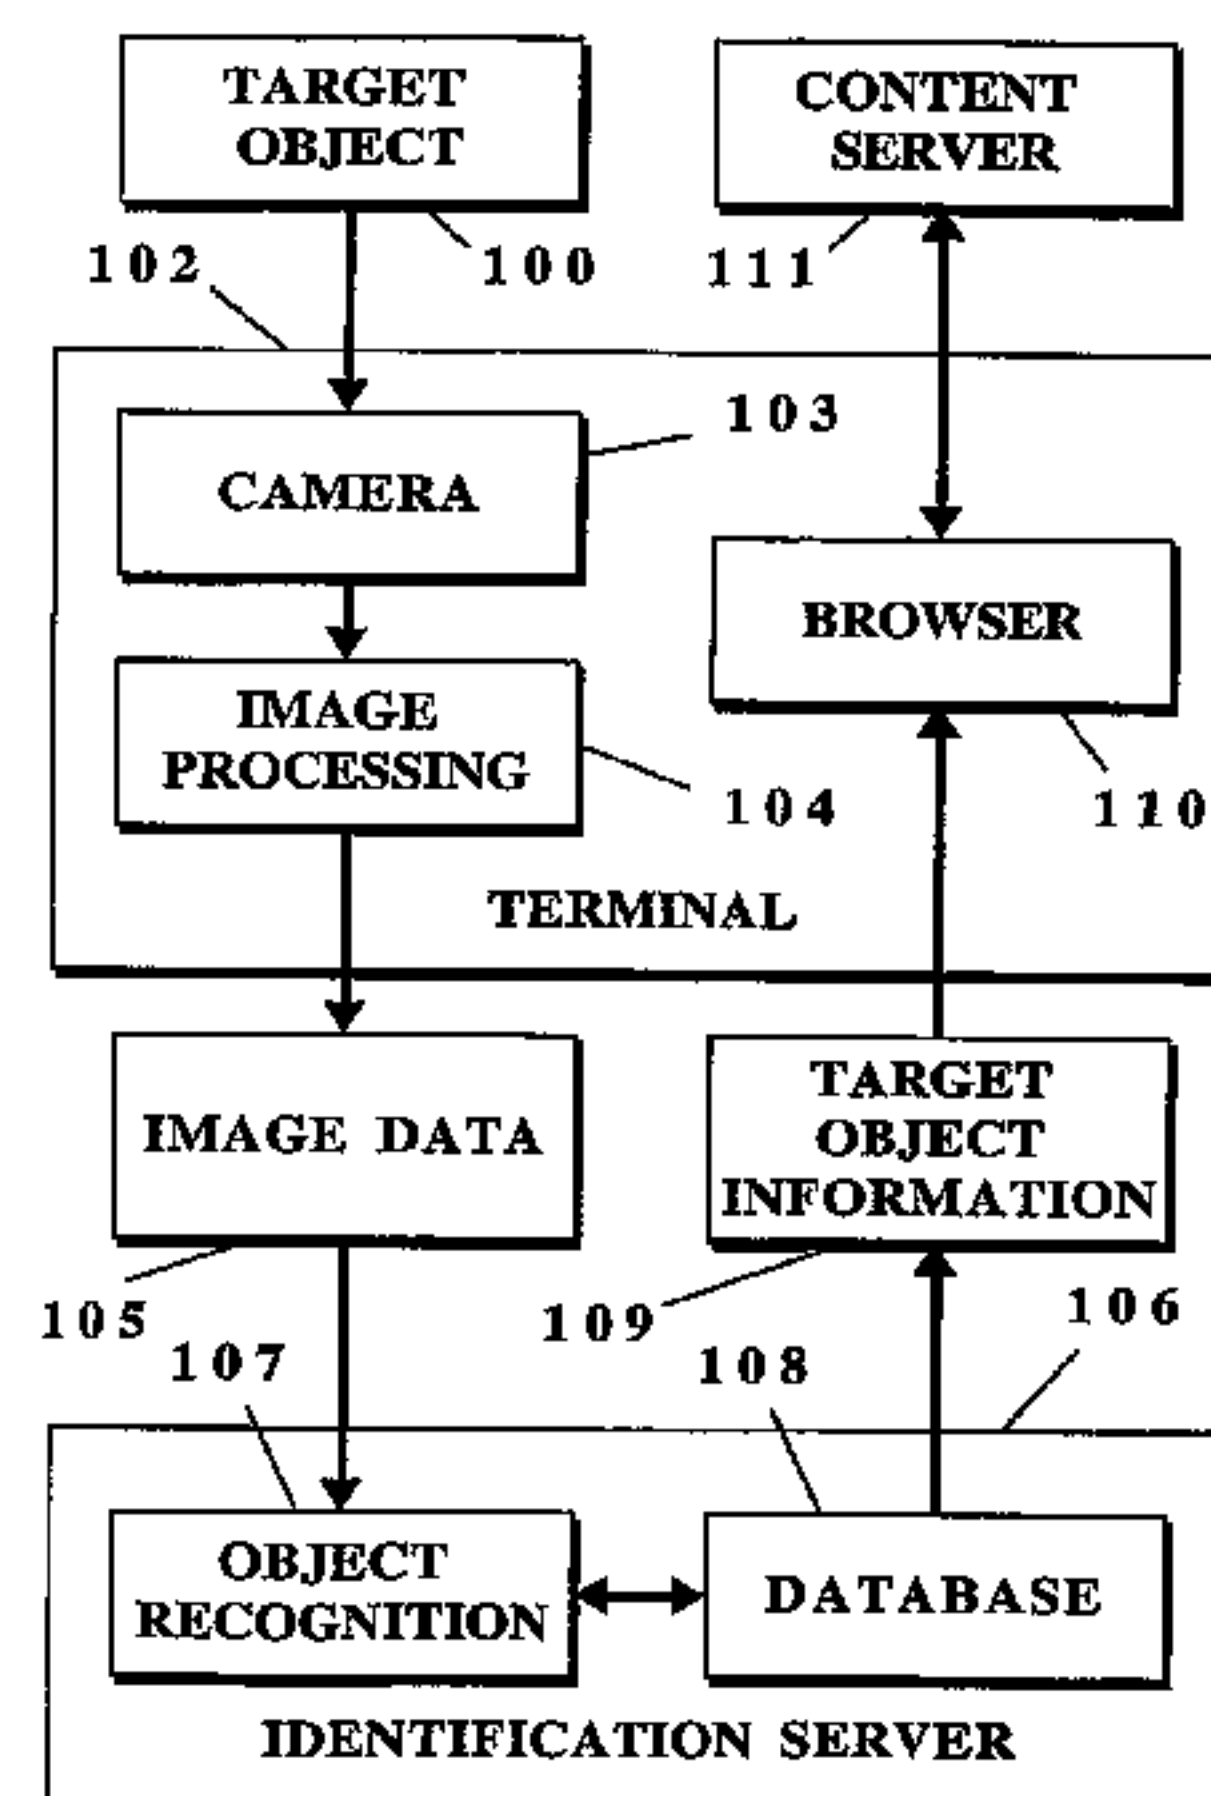 TARGET
OBJECT
CONTENT
SERVER
102
100
111
103
CAMERA
BROWSER
IMAGE
PROCESSING
104
110
TERMINAL
IMAGE DATA
TARGET
OBJECT
INFORMATION
105
109
106
107
108
OBJECT
RECOGNITION
DATABASE
IDENTIFICATION SERVER